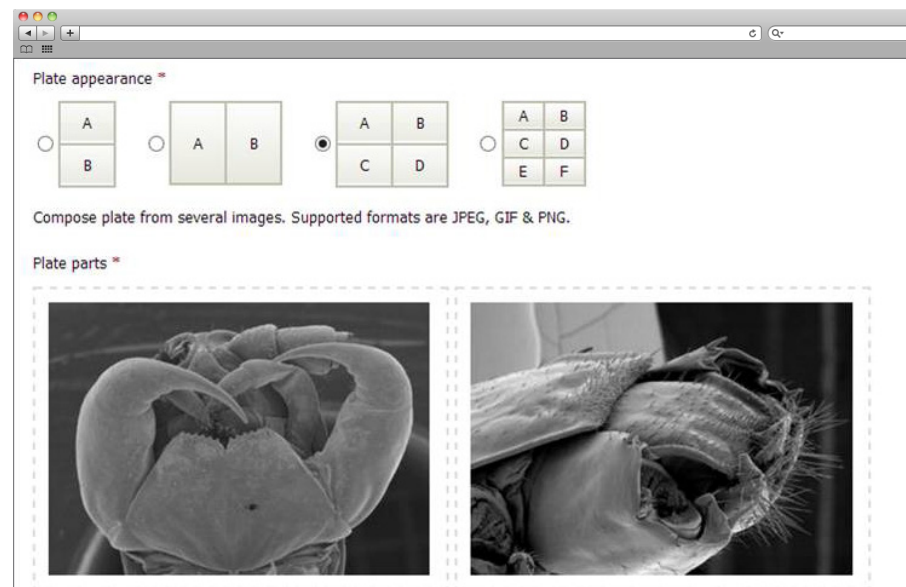 Plate appearance *
A
B
A B
A B
C D
A B
C D
E F
Compose plate from several images. Supported formats are JPEG, GIF & PNG.
Plate parts *